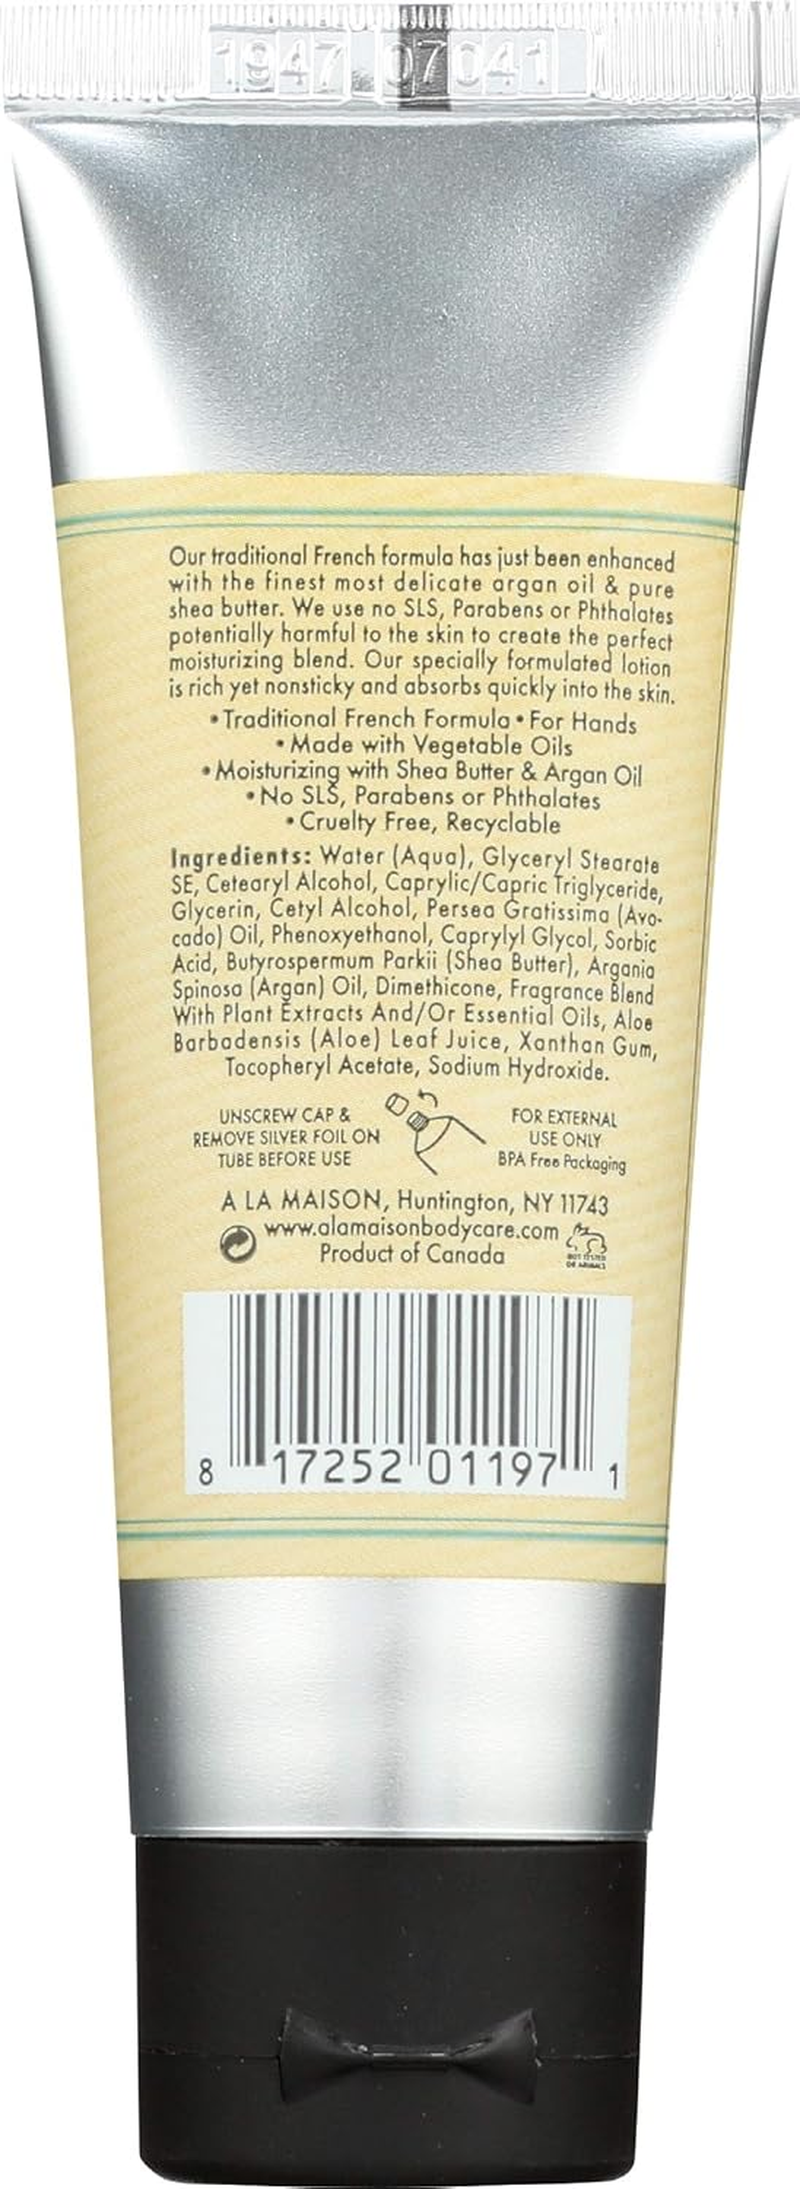 1947 07041
Our traditional French formula has just been enhanced
with the finest most delicate argan oil & pure
shea butter. We use no SLS, Parabens or Phthalates
potentially harmful to the skin to create the perfect
moisturizing blend. Our specially formulated lotion
is rich yet nonsticky and absorbs quickly into the skin.
• Traditional French Formula • For Hands
• Made with Vegetable Oils
• Moisturizing with Shea Butter & Argan Oil
• No SLS, Parabens or Phthalates
• Cruelty Free, Recyclable
Ingredients: Water (Aqua), Glyceryl Stearate
SE, Cetearyl Alcohol, Caprylic/Capric Triglyceride,
Glycerin, Cetyl Alcohol, Persea Gratissima (Avo-
cado) Oil, Phenoxyethanol, Caprylyl Glycol, Sorbic
Acid, Butyrospermum Parkii (Shea Butter), Argania
Spinosa (Argan) Oil, Dimethicone, Fragrance Blend
With Plant Extracts And/Or Essential Oils, Aloe
Barbadensis (Aloe) Leaf Juice, Xanthan Gum,
Tocopheryl Acetate, Sodium Hydroxide.
UNSCREW CAP &
REMOVE SILVER FOIL ON
TUBE BEFORE USE
FOR EXTERNAL
USE ONLY
BPA Free Packaging
A LA MAISON, Huntington, NY 11743
www.alamaisonbodycare.com
Product of Canada
NOT TESTED
ON ANIMALS
8 17252 01197 1